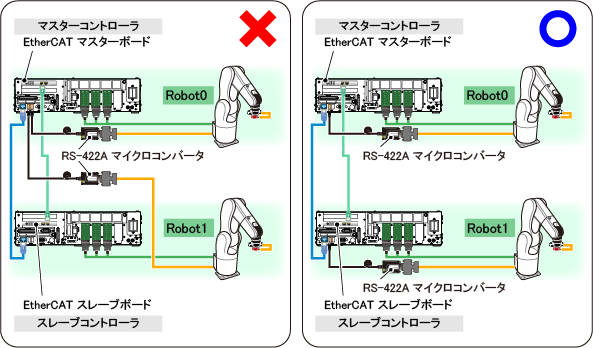 マスターコントローラ
EtherCAT マスターボード
Robot0
RS-422A マイクロコンバータ
Robot1
EtherCAT スレーブボード
スレーブコントローラ
マスターコントローラ
EtherCAT マスターボード
Robot0
RS-422A マイクロコンバータ
Robot1
RS-422A マイクロコンバータ
EtherCAT スレーブボード
スレーブコントローラ